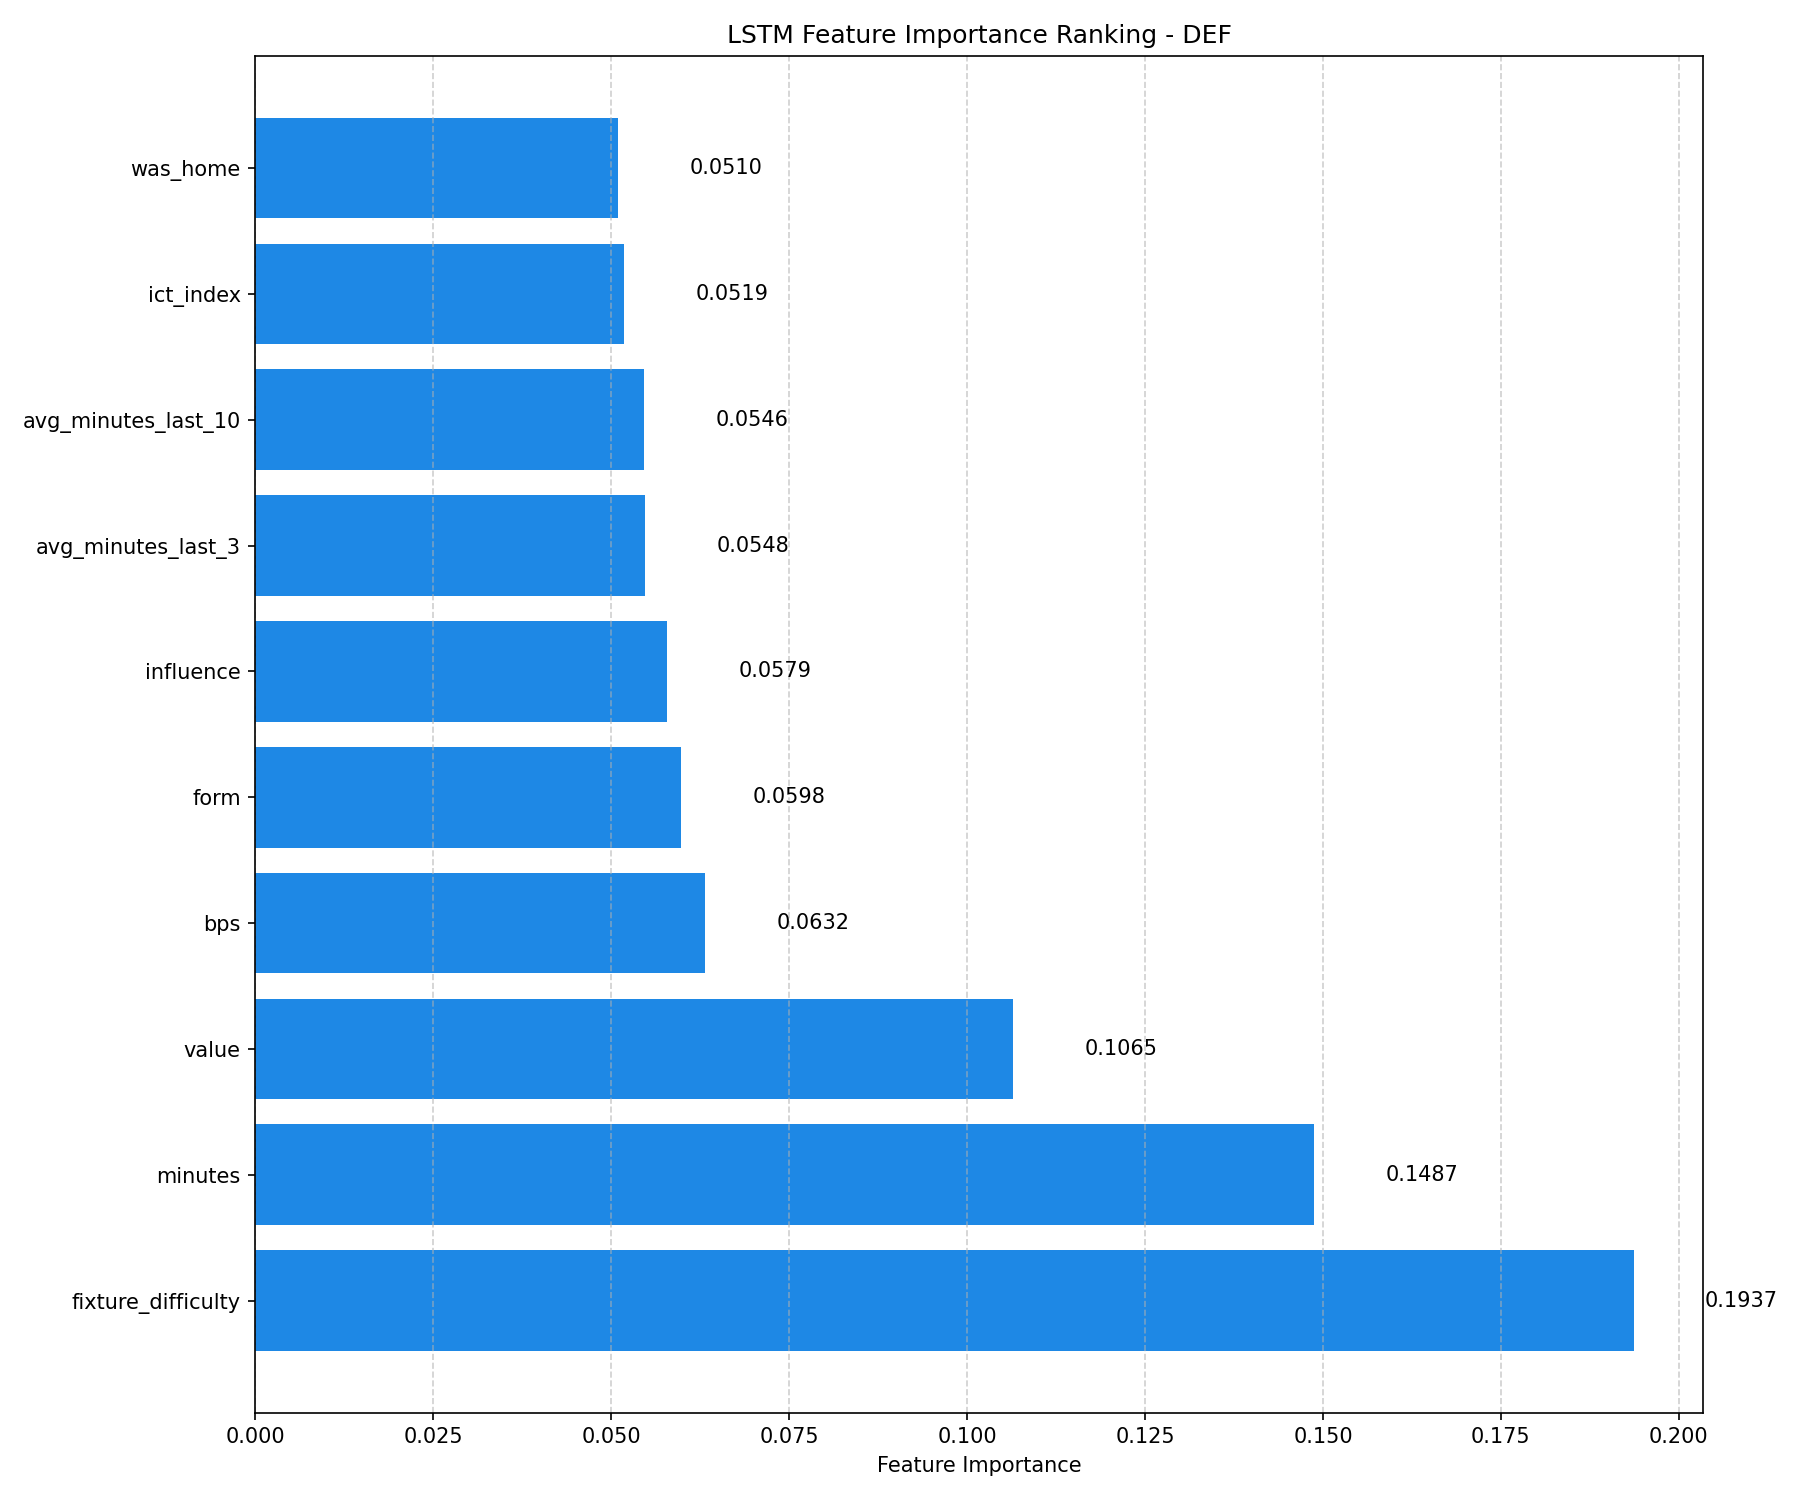 LSTM Feature Importance Ranking - DEF
was_home 0.0510
ict_index 0.0519
avg_minutes_last_10 0.0546
avg_minutes_last_3 0.0548
influence 0.0579
form 0.0598
bps 0.0632
value 0.1065
minutes 0.1487
fixture_difficulty 0.1937
0.000 0.025 0.050 0.075 0.100 0.125 0.150 0.175 0.200
Feature Importance